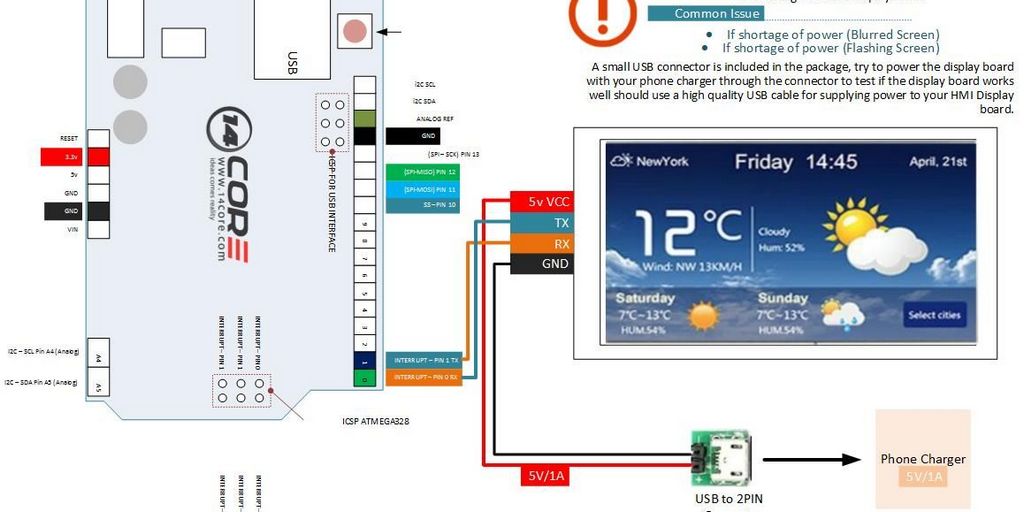 Common Issue
If shortage of power (Blurred Screen)
If shortage of power (Flashing Screen)
A small USB connector is included in the package, try to power the display board
with your phone charger through the connector to test if the display board works
well should use a high quality USB cable for supplying power to your HMI Display
board.
USB
i2C SCL
i2C SDA
ANALOG REF
GND
(SPI – SCK) PIN 13
(SPI-MISO) PIN 12
(SPI-MOSI) PIN 11
SS – PIN 10
RESET
3.3v
5v
GND
GND
VIN
14CORE
www.14core.com
ideas comes reality
ICSP FOR USB INTERFACE
9
8
7
6
5
4
3
2
1
0
5v VCC
TX
RX
GND
NewYork
Friday 14:45
April, 21st
12°C
Cloudy
Hum: 52%
Wind: NW 13KM/H
Saturday
7°C~13°C
HUM.54%
Sunday
7°C~13°C
HUM.54%
Select cities
INTERRUPT – PIN 1
INTERRUPT – PIN 1
INTERRUPT – PIN 0
I2C – SCL Pin A4 (Analog)
A4
I2C – SDA Pin A5 (Analog)
A5
INTERRUPT – PIN 1 TX
INTERRUPT – PIN 0 RX
ICSP ATMEGA328
5V/1A
USB to 2PIN
Phone Charger
5V/1A
INTERRUPT –
INTERRUPT –
INTERRUPT –